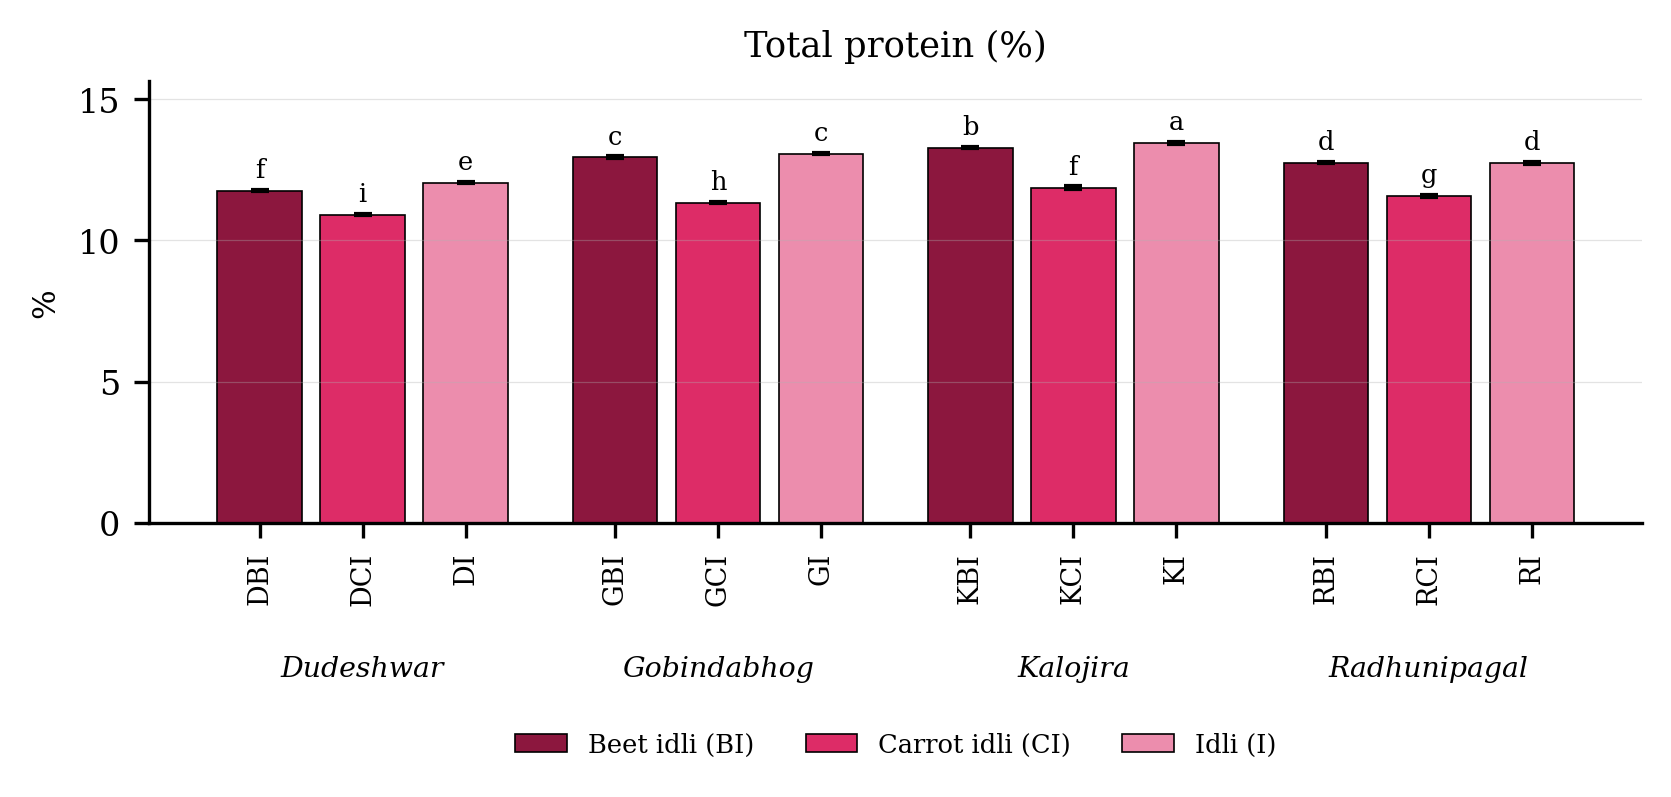 Total protein (%)
%
15
10
5
0
f
i
e
c
h
c
b
f
a
d
g
d
DBI
DCI
DI
GBI
GCI
GI
KBI
KCI
KI
RBI
RCI
RI
Dudeshwar
Gobindabhog
Kalojira
Radhunipagal
Beet idli (BI)
Carrot idli (CI)
Idli (I)